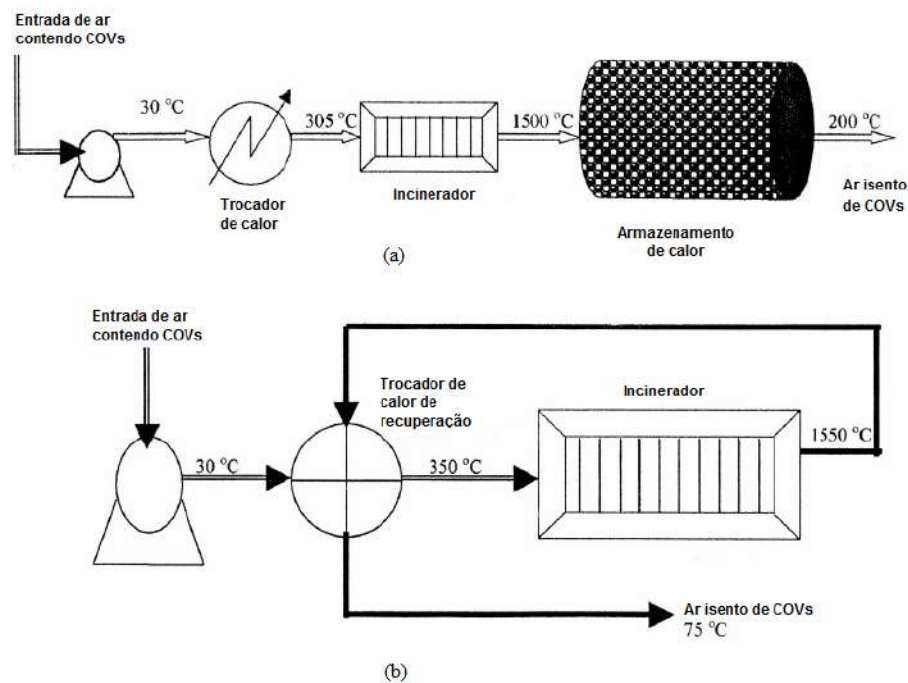 Entrada de ar
contendo COVs
30 °C
305 °C
1500 °C
200 °C
Trocador
de calor
Incinerador
Armazenamento
de calor
Ar isento
de COVs
(a)
Entrada de ar
contendo COVs
Trocador de
calor de
recuperação
Incinerador
30 °C
350 °C
1550 °C
Ar isento de COVs
75 °C
(b)